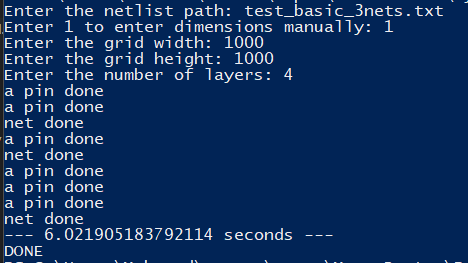 Enter the netlist path: test_basic_3nets.txt
Enter 1 to enter dimensions manually: 1
Enter the grid width: 1000
Enter the grid height: 1000
Enter the number of layers: 4
a pin done
a pin done
net done
a pin done
net done
a pin done
a pin done
a pin done
net done
--- 6.021905183792114 seconds ---
DONE